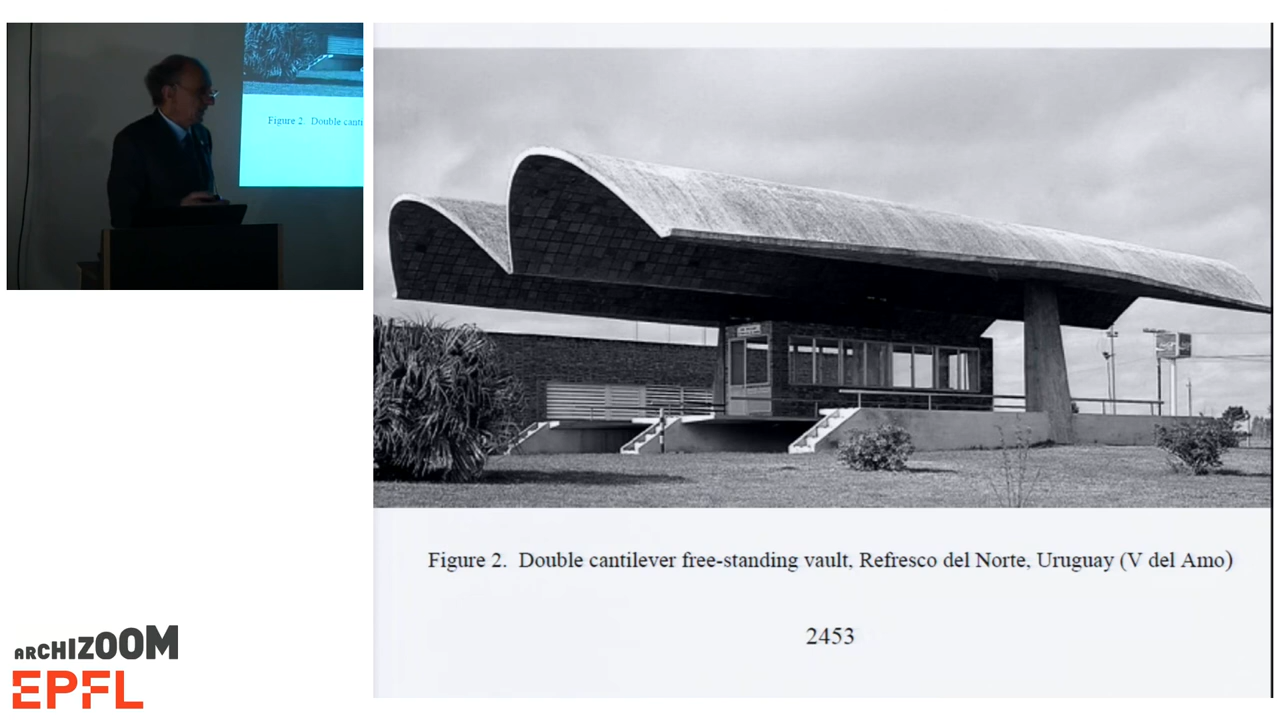 Figure 2. Double canti
Figure 2. Double cantilever free-standing vault, Refresco del Norte, Uruguay (V del Amo)
2453
ARCHIZOOM
EPFL